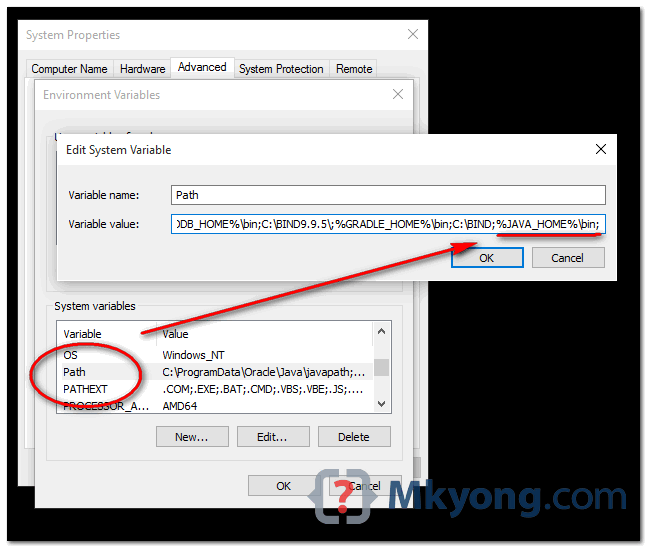 System Properties
Computer Name Hardware Advanced System Protection Remote
Environment Variables
Edit System Variable
Variable name: Path
Variable value: DB_HOME%\bin;C:\BIND9.9.5\;%GRADLE_HOME%\bin;C:\BIND;%JAVA_HOME%\bin;
OK Cancel
System variables
Variable Value
OS Windows_NT
Path C:\ProgramData\Oracle\Java\javapath;...
PATHEXT .COM;.EXE;.BAT;.CMD;.VBS;.VBE;.JS;....
PROCESSOR_A... AMD64
New... Edit... Delete
OK Cancel
{?} Mkyong.com